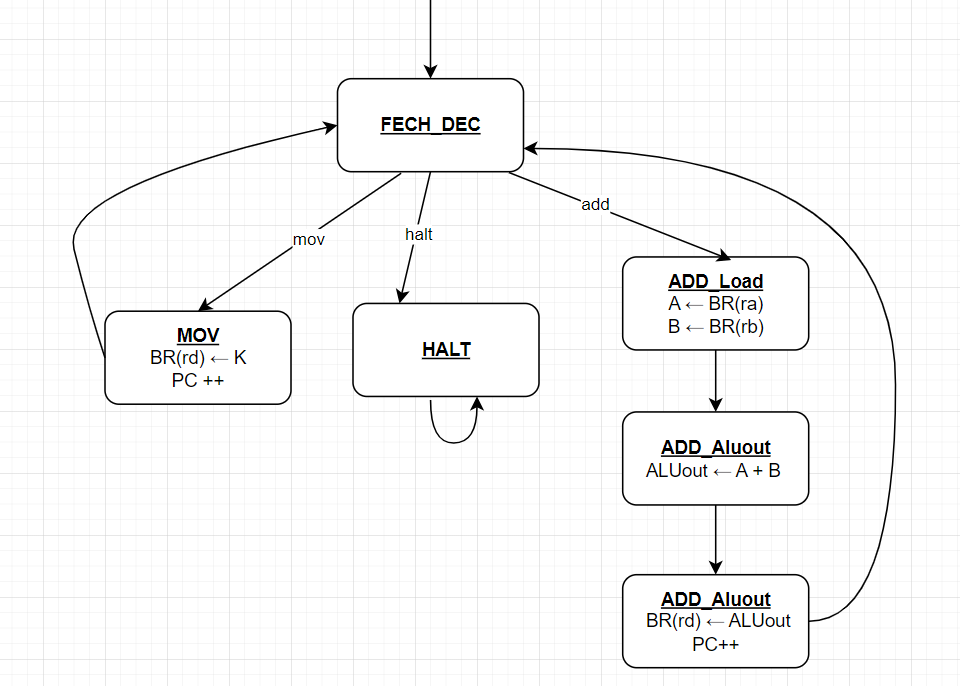 FECH_DEC
mov
halt
add
MOV
BR(rd) ← K
PC ++
HALT
ADD_Load
A ← BR(ra)
B ← BR(rb)
ADD_Aluout
ALUout ← A + B
ADD_Aluout
BR(rd) ← ALUout
PC++